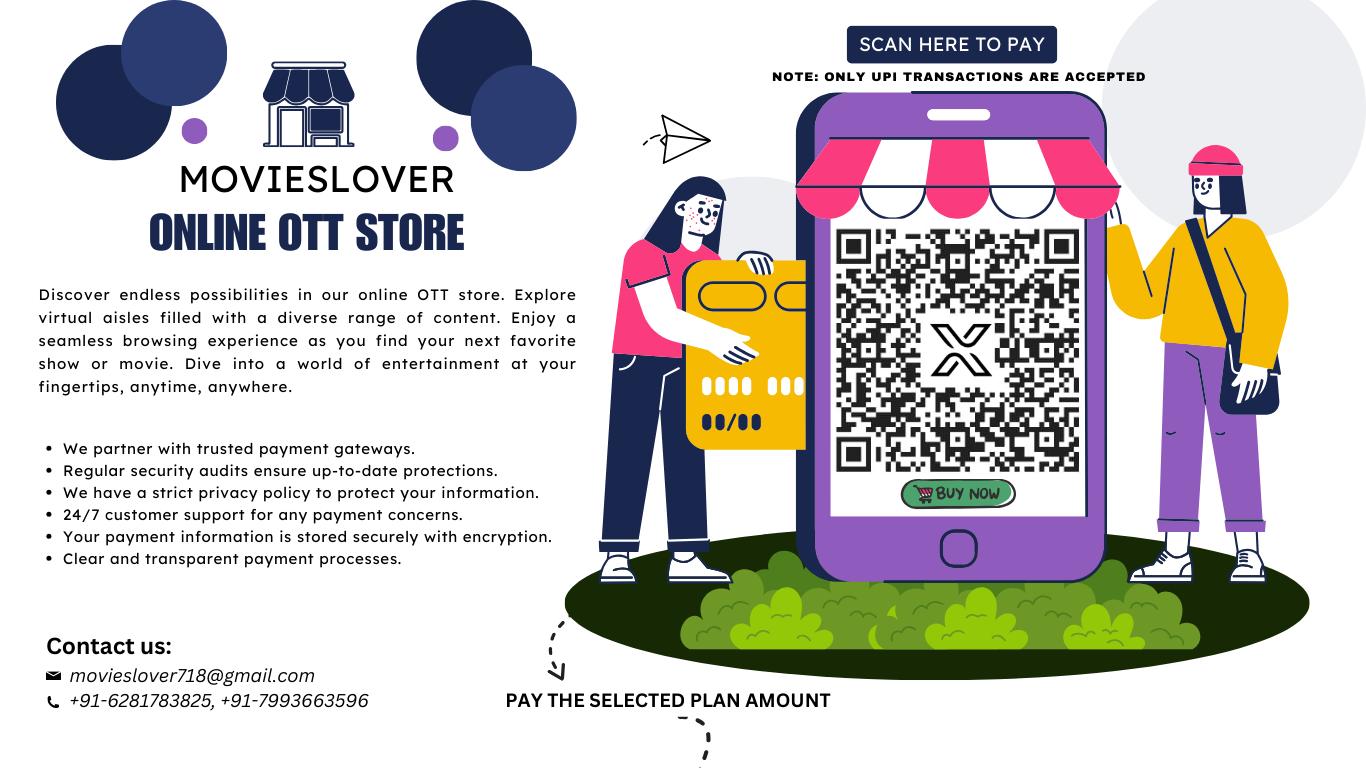 MOVIESLOVER
ONLINE OTT STORE
Discover endless possibilities in our online OTT store. Explore
virtual aisles filled with a diverse range of content. Enjoy a
seamless browsing experience as you find your next favorite
show or movie. Dive into a world of entertainment at your
fingertips, anytime, anywhere.
• We partner with trusted payment gateways.
• Regular security audits ensure up-to-date protections.
• We have a strict privacy policy to protect your information.
• 24/7 customer support for any payment concerns.
• Your payment information is stored securely with encryption.
• Clear and transparent payment processes.
Contact us:
movieslover718@gmail.com
+91-6281783825, +91-7993663596
SCAN HERE TO PAY
NOTE: ONLY UPI TRANSACTIONS ARE ACCEPTED
BUY NOW
PAY THE SELECTED PLAN AMOUNT